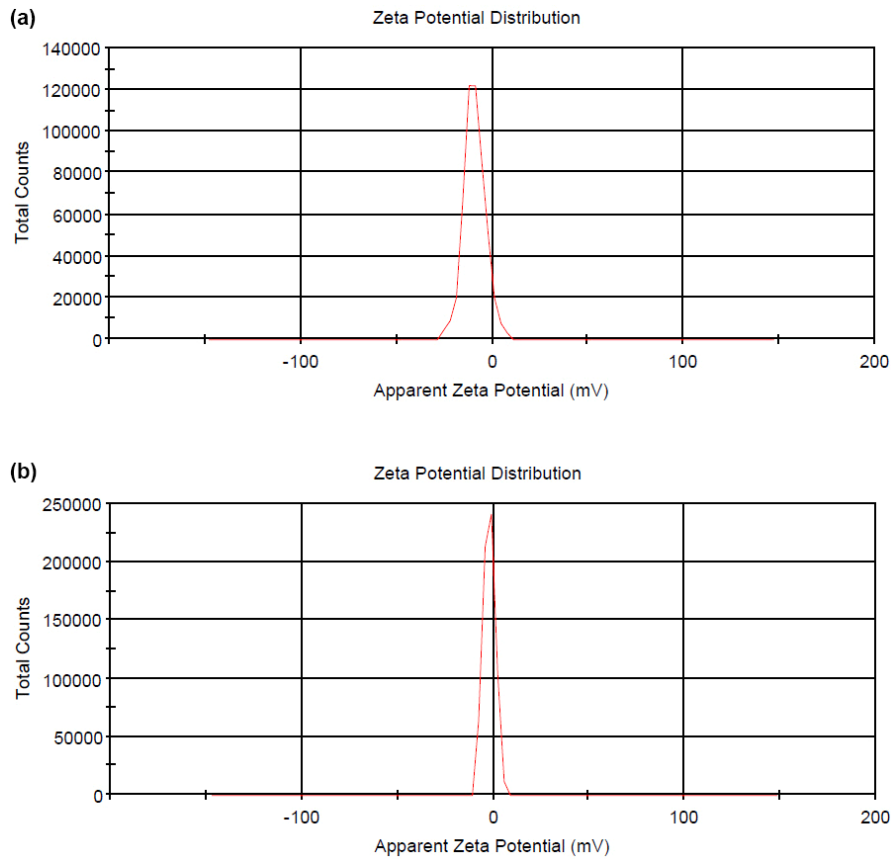 (a)
Zeta Potential Distribution
140000
120000
100000
80000
60000
40000
20000
0
Total Counts
-100 0 100 200
Apparent Zeta Potential (mV)
(b)
Zeta Potential Distribution
250000
200000
150000
100000
50000
0
Total Counts
-100 0 100 200
Apparent Zeta Potential (mV)